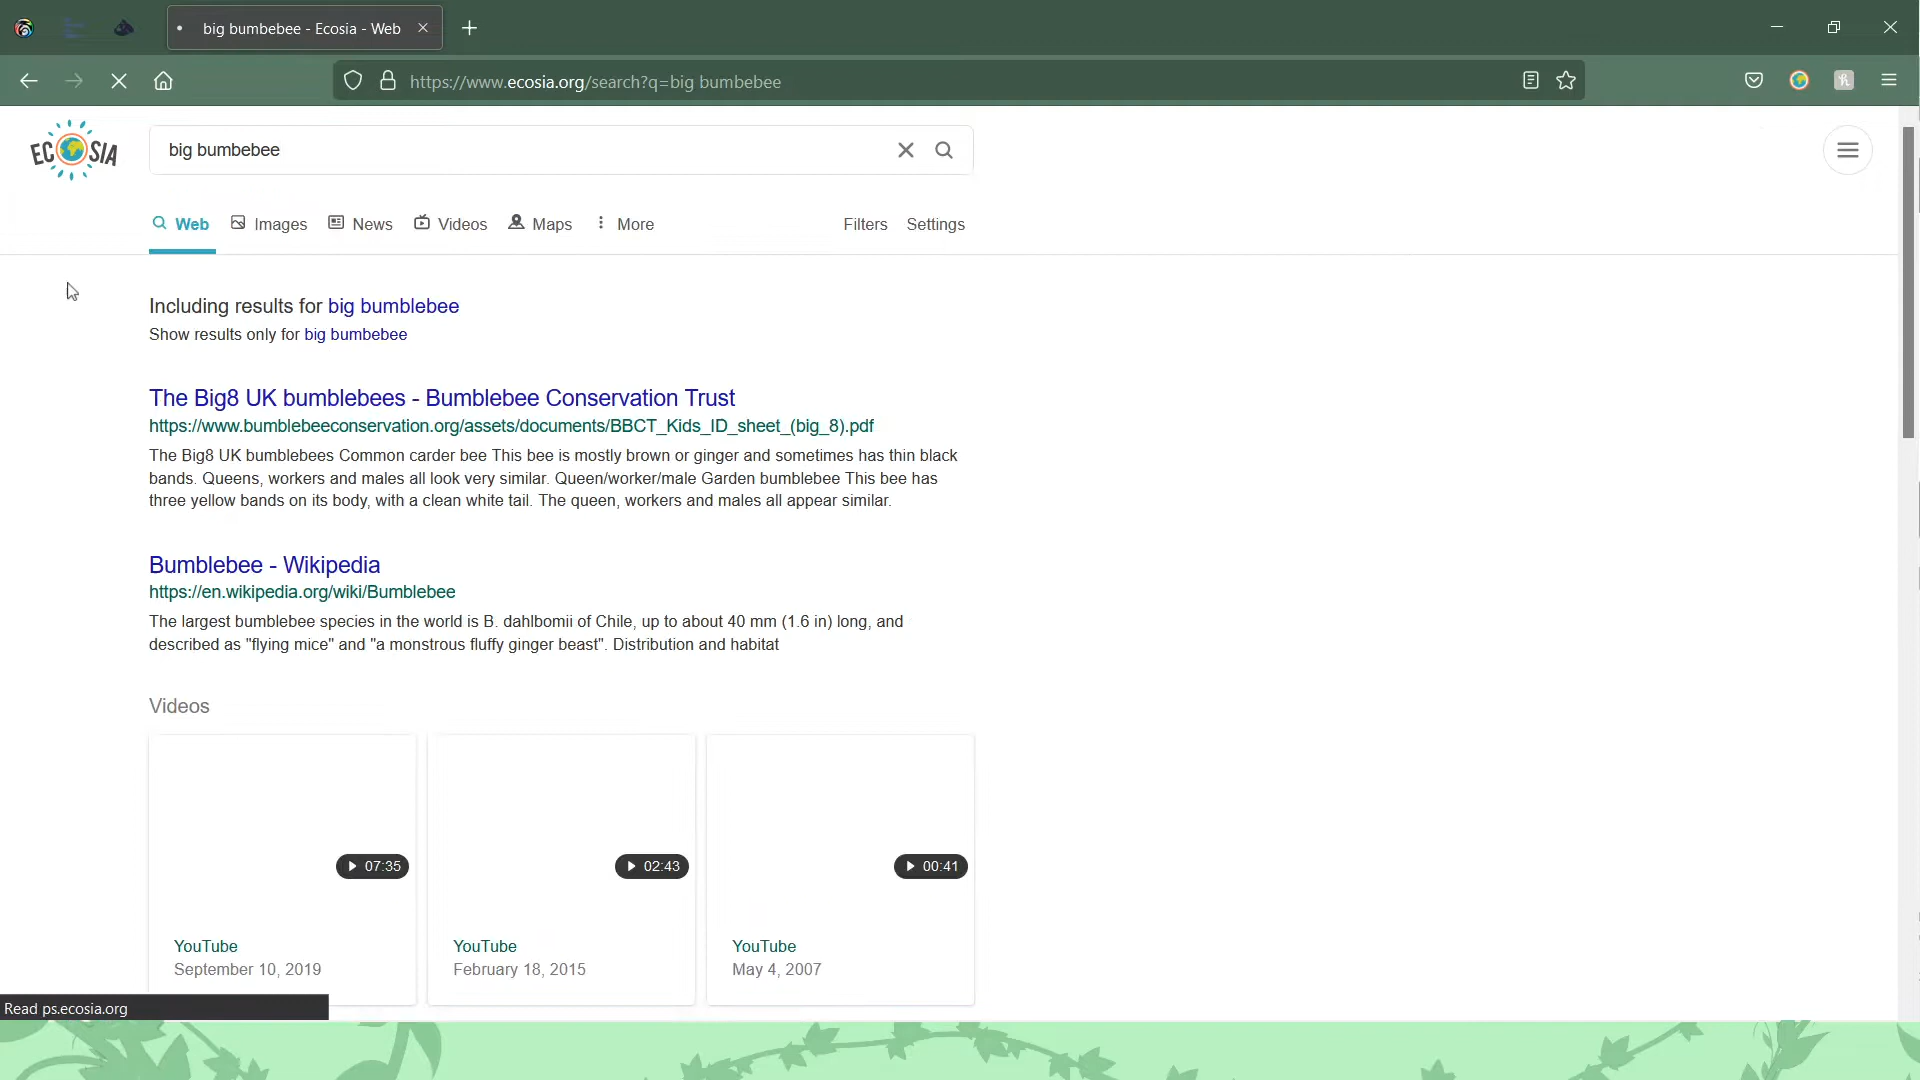 big bumbebee - Ecosia - Web
https://www.ecosia.org/search?q=big bumbebee
ECOSIA
big bumbebee
Web
Images
News
Videos
Maps
More
Filters
Settings
Including results for big bumblebee
Show results only for big bumbebee
The Big8 UK bumblebees - Bumblebee Conservation Trust
https://www.bumblebeeconservation.org/assets/documents/BBCT_Kids_ID_sheet_(big_8).pdf
The Big8 UK bumblebees Common carder bee This bee is mostly brown or ginger and sometimes has thin black
bands. Queens, workers and males all look very similar. Queen/worker/male Garden bumblebee This bee has
three yellow bands on its body, with a clean white tail. The queen, workers and males all appear similar.
Bumblebee - Wikipedia
https://en.wikipedia.org/wiki/Bumblebee
The largest bumblebee species in the world is B. dahlbomii of Chile, up to about 40 mm (1.6 in) long, and
described as "flying mice" and "a monstrous fluffy ginger beast". Distribution and habitat
Videos
07:35
02:43
00:41
YouTube
September 10, 2019
YouTube
February 18, 2015
YouTube
May 4, 2007
Read ps.ecosia.org